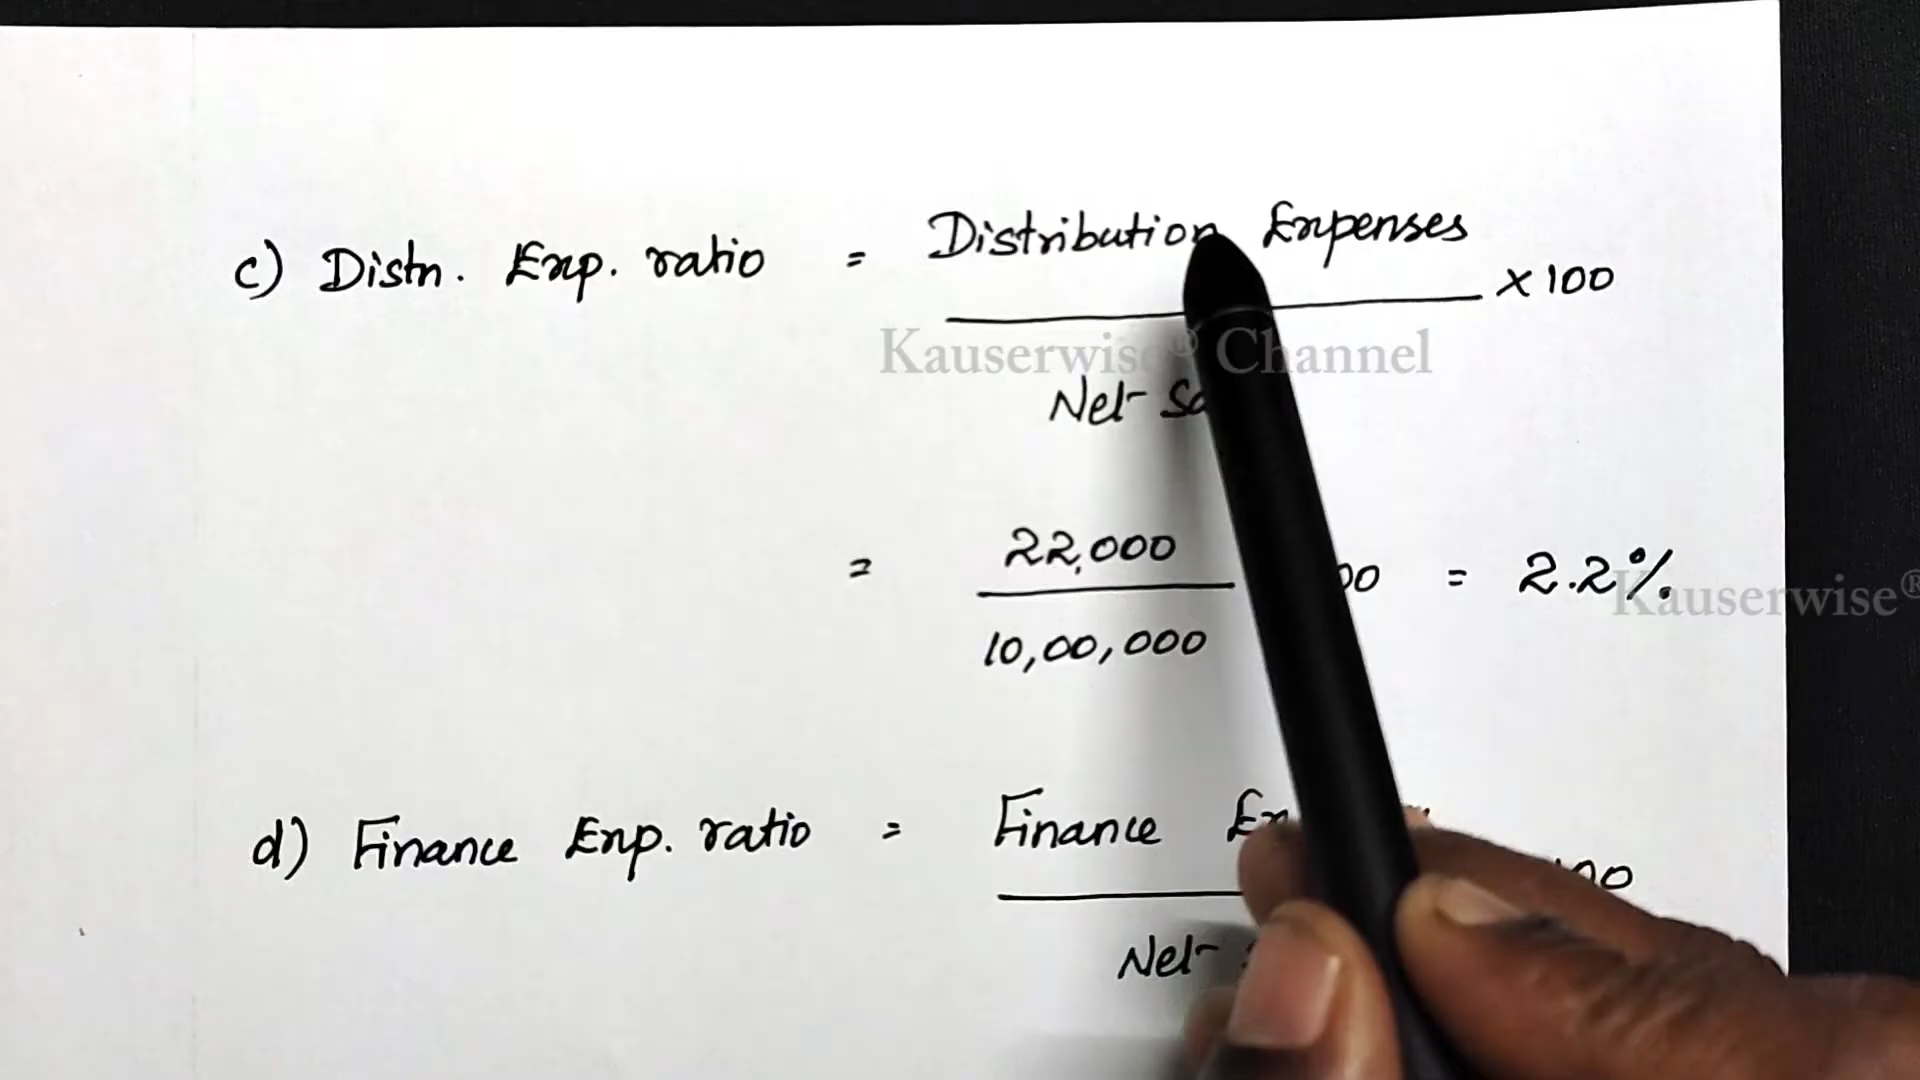 c) Distn. Exp. ratio = Distribution Expenses x 100
Kauserwise® Channel
Net
= 22,000 = 2.2%
10,00,000
Kauserwise®
d) Finance Exp. ratio = Finance
Net